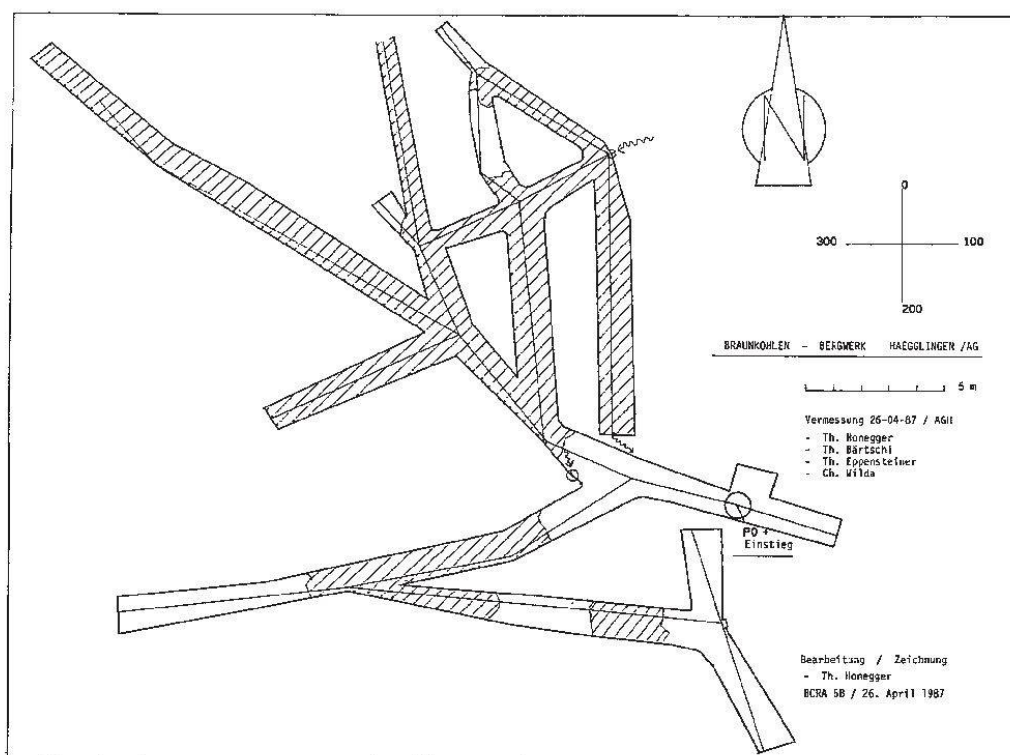 N
0
300
100
200
BRAUNKOHLEN - BERGWERK HAEGGLINGEN /AG
5 m
Vermessung 26-04-87 / AGH
- Th. Honegger
- Th. Bärtschi
- Th. Eppensteiner
- Ch. Wilda
P0 +
Einstieg
Bearbeitung / Zeichnung
- Th. Honegger
BCRA 5B / 26. April 1987